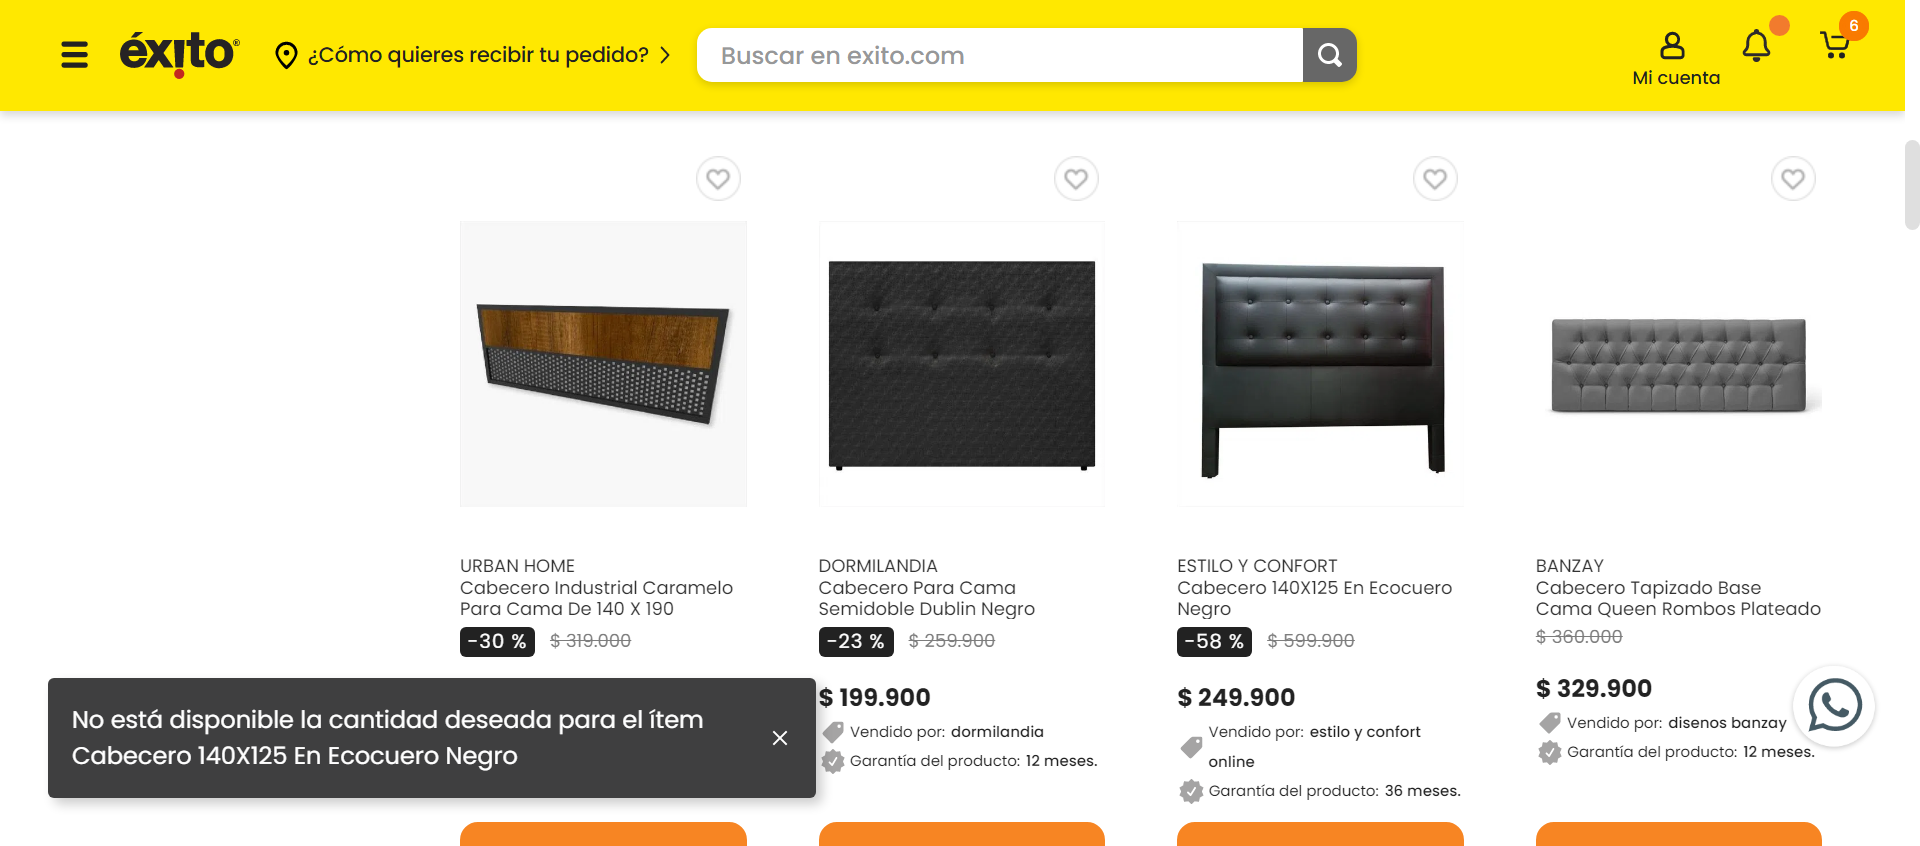 éxito®
¿Cómo quieres recibir tu pedido?
Buscar en exito.com
Mi cuenta
6
URBAN HOME
Cabecero Industrial Caramelo
Para Cama De 140 X 190
-30 % $ 319.000
DORMILANDIA
Cabecero Para Cama
Semidoble Dublin Negro
-23 % $ 259.900
$ 199.900
Vendido por: dormilandia
Garantía del producto: 12 meses.
ESTILO Y CONFORT
Cabecero 140X125 En Ecocuero
Negro
-58 % $ 599.900
$ 249.900
Vendido por: estilo y confort
online
Garantía del producto: 36 meses.
BANZAY
Cabecero Tapizado Base
Cama Queen Rombos Plateado
$ 360.000
$ 329.900
Vendido por: disenos banzay
Garantía del producto: 12 meses.
No está disponible la cantidad deseada para el ítem
Cabecero 140X125 En Ecocuero Negro